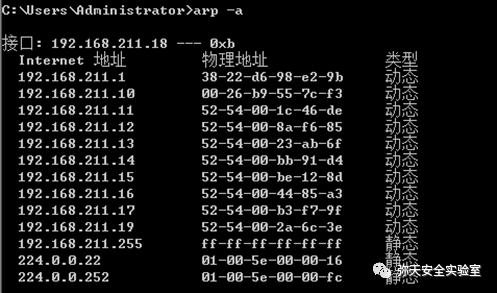 C:\Users\Administrator>arp -a
接口: 192.168.211.18 --- 0xb
Internet 地址 物理地址 类型
192.168.211.1 38-22-d6-98-e2-9b 动态
192.168.211.10 00-26-b9-55-7c-f3 动态
192.168.211.11 52-54-00-1c-46-de 动态
192.168.211.12 52-54-00-8a-f6-85 动态
192.168.211.13 52-54-00-23-ab-6f 动态
192.168.211.14 52-54-00-bb-91-d4 动态
192.168.211.15 52-54-00-be-12-8d 动态
192.168.211.16 52-54-00-44-85-a3 动态
192.168.211.17 52-54-00-b3-f7-9f 动态
192.168.211.19 52-54-00-2a-6c-3e 动态
192.168.211.255 ff-ff-ff-ff-ff-ff 静态
224.0.0.22 01-00-5e-00-00-16 静态
224.0.0.252 01-00-5e-00-00-fc 静态
弥天安全实验室